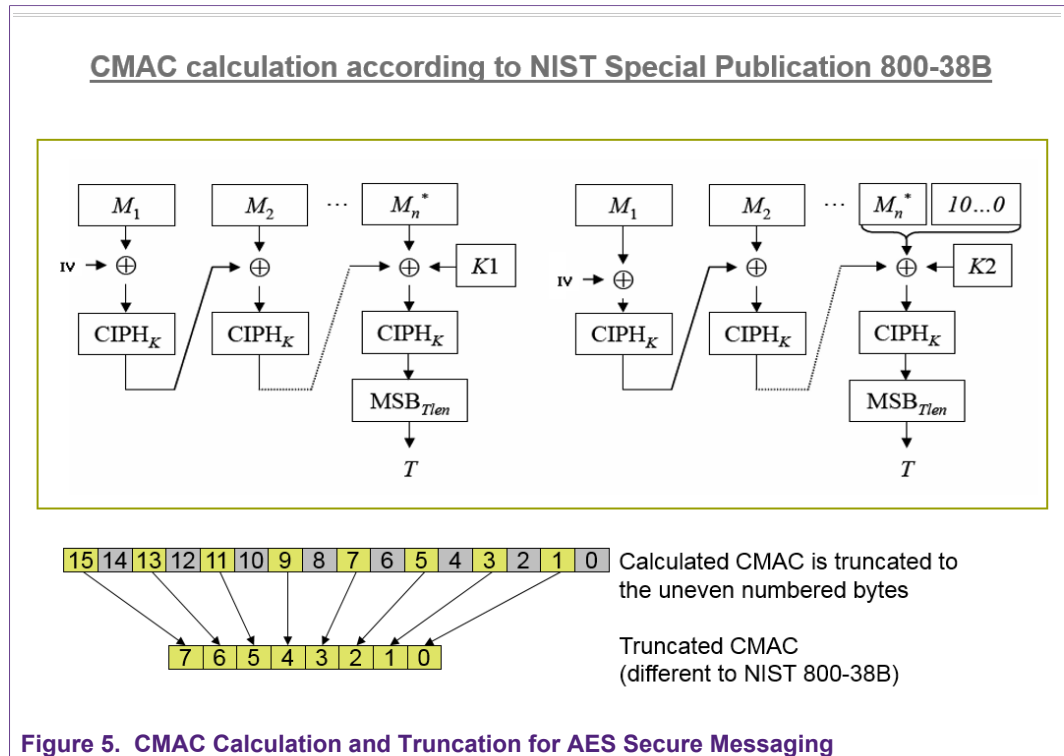 CMAC calculation according to NIST Special Publication 800-38B
M1 M2 ... Mn* M1 M2 ... Mn* 10...0
IV ⊕ ⊕ ⊕ K1 IV ⊕ ⊕ ⊕ K2
CIPHK CIPHK CIPHK CIPHK CIPHK CIPHK
MSBTlen MSBTlen
T T
15 14 13 12 11 10 9 8 7 6 5 4 3 2 1 0
Calculated CMAC is truncated to
the uneven numbered bytes
7 6 5 4 3 2 1 0
Truncated CMAC
(different to NIST 800-38B)
Figure 5. CMAC Calculation and Truncation for AES Secure Messaging